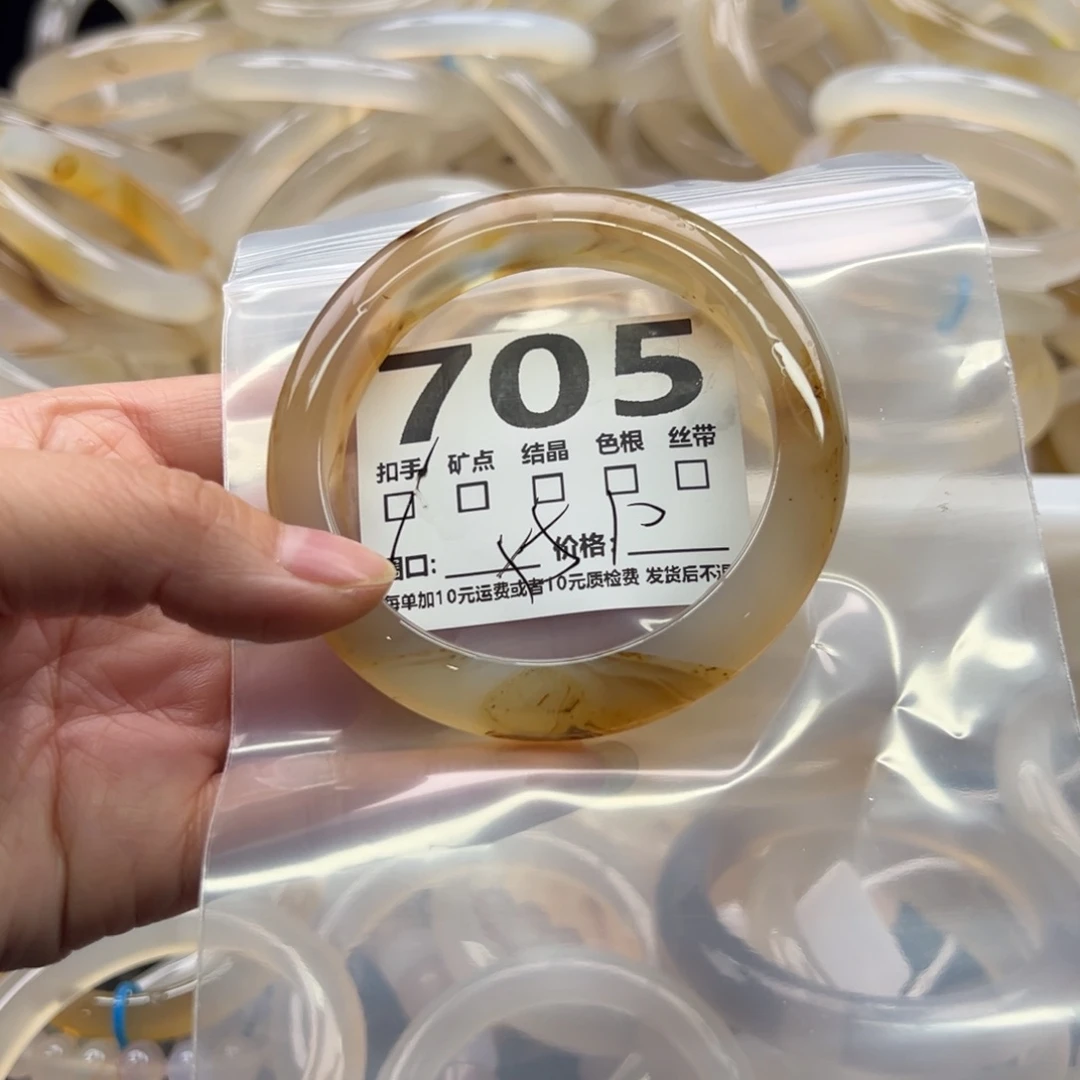 705
扣手 矿点 结晶 色根 丝带
圈口: 价格:
每单加10元运费或者10元质检费 发货后不退